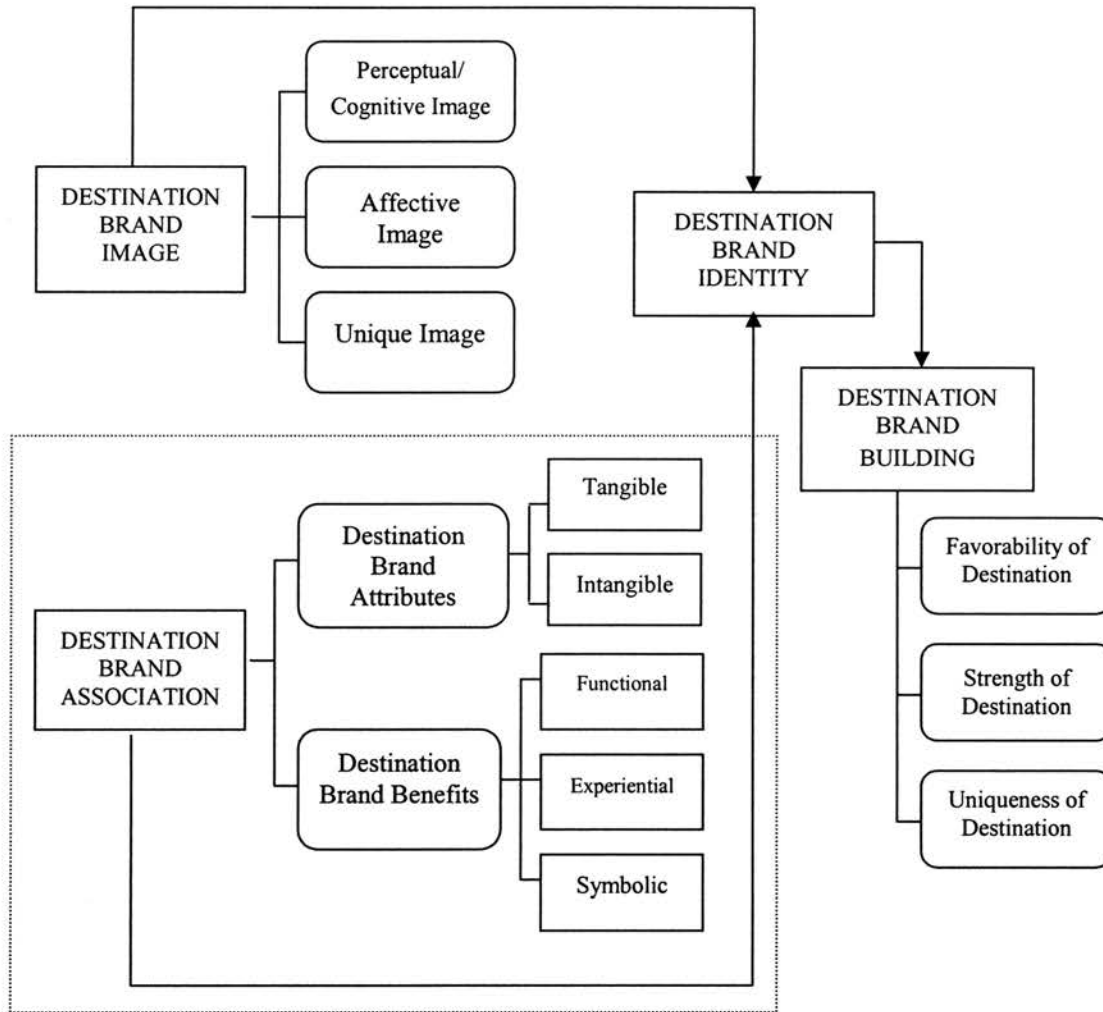 Perceptual/
Cognitive Image
DESTINATION
BRAND
IMAGE
Affective
Image
Unique Image
DESTINATION
BRAND
IDENTITY
DESTINATION
BRAND
BUILDING
Favorability of
Destination
Strength of
Destination
Uniqueness of
Destination
DESTINATION
BRAND
ASSOCIATION
Destination
Brand
Attributes
Tangible
Intangible
Destination
Brand Benefits
Functional
Experiential
Symbolic